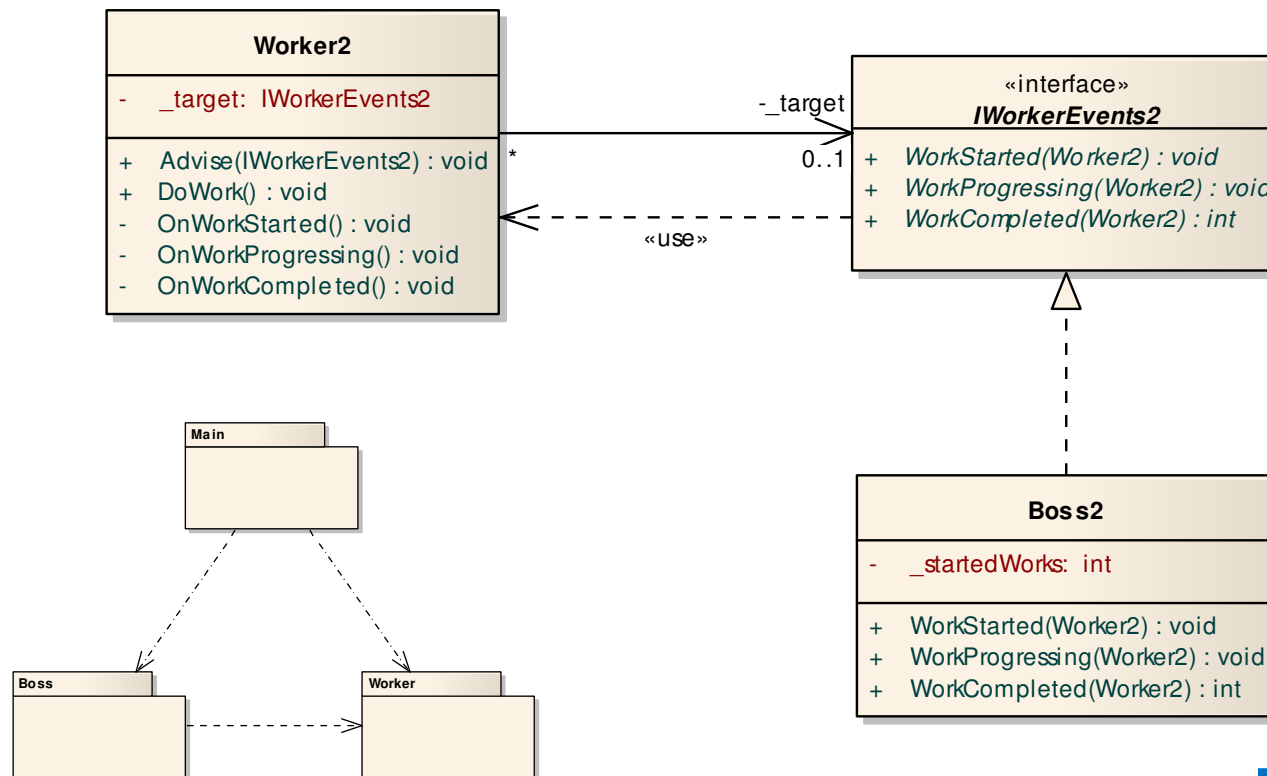 Worker2
- _target: IWorkerEvents2
+ Advise(IWorkerEvents2) : void
+ DoWork() : void
- OnWorkStarted() : void
- OnWorkProgressing() : void
- OnWorkCompleted() : void
-_target
*
0..1
«use»
«interface»
IWorkerEvents2
+ WorkStarted(Worker2) : void
+ WorkProgressing(Worker2) : void
+ WorkCompleted(Worker2) : int
Main
Boss
Worker
Boss2
- _startedWorks: int
+ WorkStarted(Worker2) : void
+ WorkProgressing(Worker2) : void
+ WorkCompleted(Worker2) : int